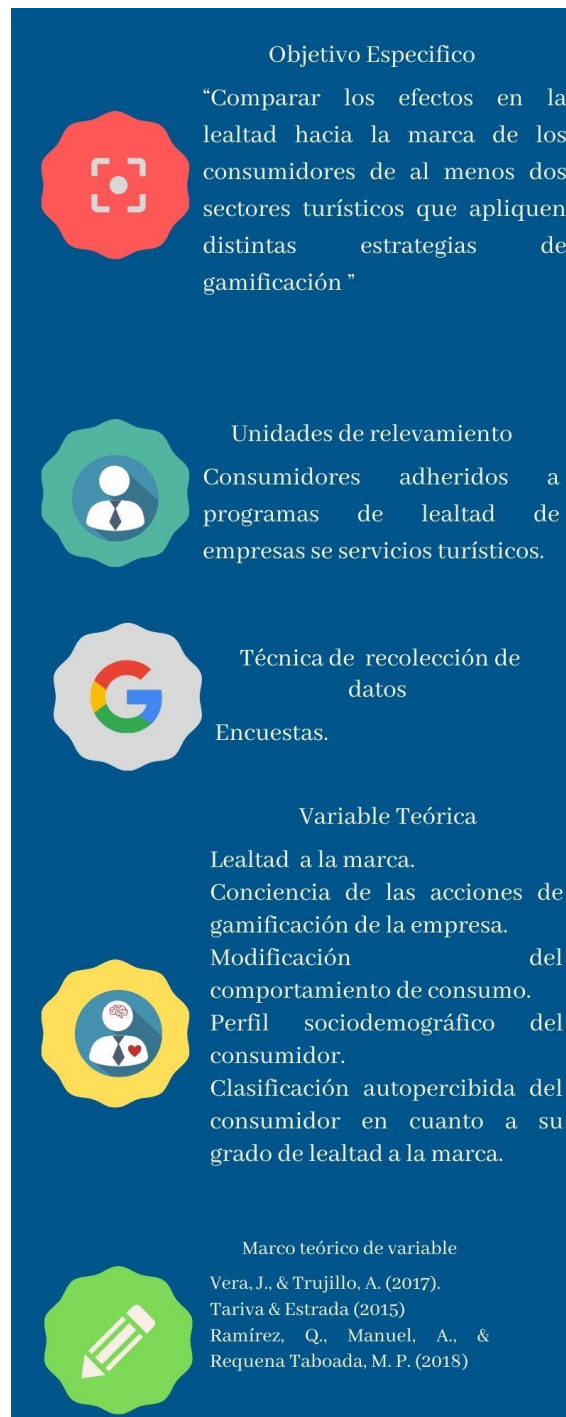 Objetivo Especifico
“Comparar los efectos en la
lealtad hacia la marca de los
consumidores de al menos dos
sectores turísticos que apliquen
distintas estrategias de
gamificación ”
Unidades de relevamiento
Consumidores adheridos a
programas de lealtad de
empresas se servicios turísticos.
Técnica de recolección de
datos
Encuestas.
Variable Teórica
Lealtad a la marca.
Conciencia de las acciones de
gamificación de la empresa.
Modificación del
comportamiento de consumo.
Perfil sociodemográfico del
consumidor.
Clasificación autopercibida del
consumidor en cuanto a su
grado de lealtad a la marca.
Marco teórico de variable
Vera, J., & Trujillo, A. (2017).
Tariva & Estrada (2015)
Ramírez, Q., Manuel, A., &
Requena Taboada, M. P. (2018)